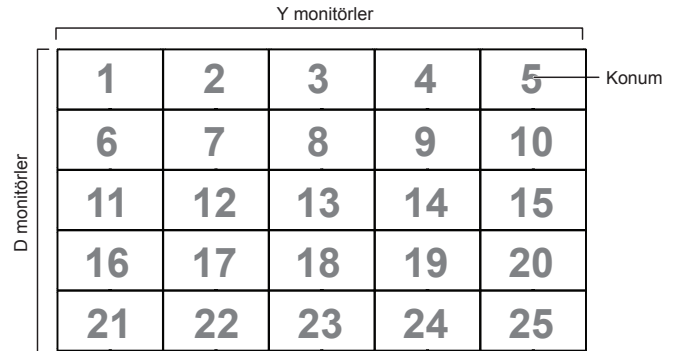 Y monitörler
1 2 3 4 5 Konum
D monitörler
6 7 8 9 10
11 12 13 14 15
16 17 18 19 20
21 22 23 24 25